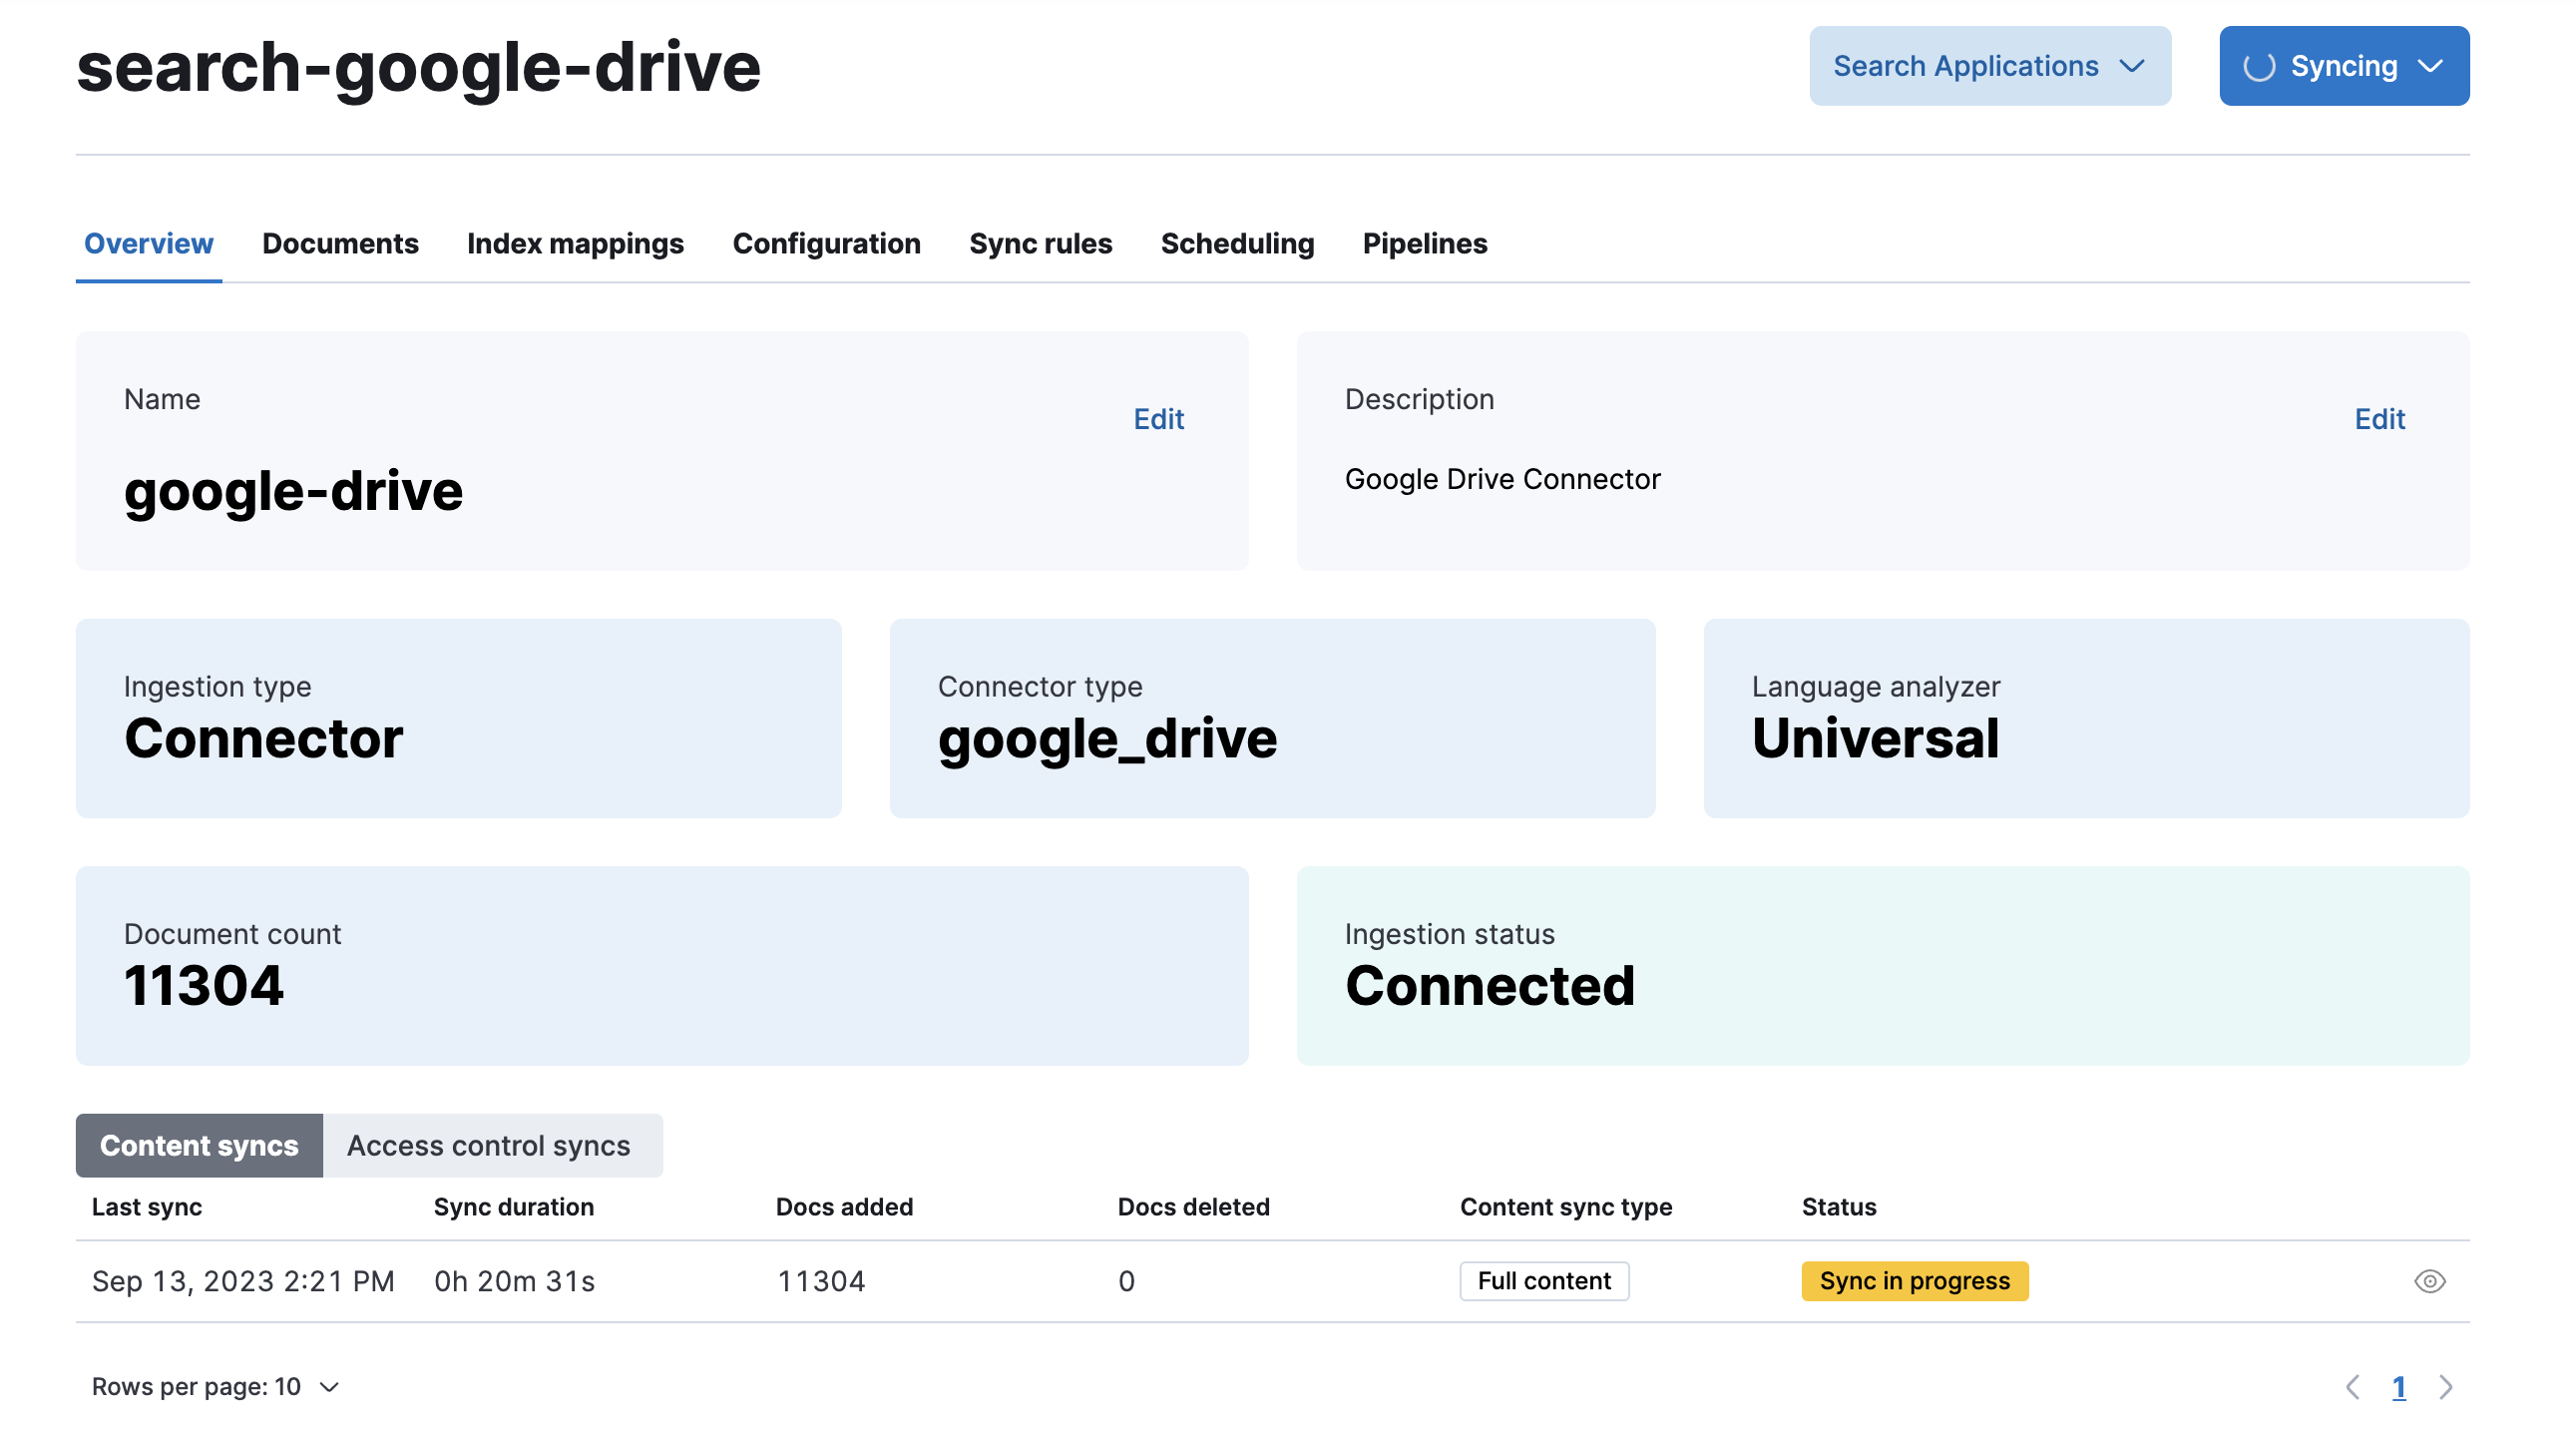 search-google-drive
Search Applications
Syncing
Overview Documents Index mappings Configuration Sync rules Scheduling Pipelines
Name
Edit
google-drive
Description
Edit
Google Drive Connector
Ingestion type
Connector
Connector type
google_drive
Language analyzer
Universal
Document count
11304
Ingestion status
Connected
Content syncs Access control syncs
Last sync Sync duration Docs added Docs deleted Content sync type Status
Sep 13, 2023 2:21 PM 0h 20m 31s 11304 0 Full content Sync in progress
Rows per page: 10
1